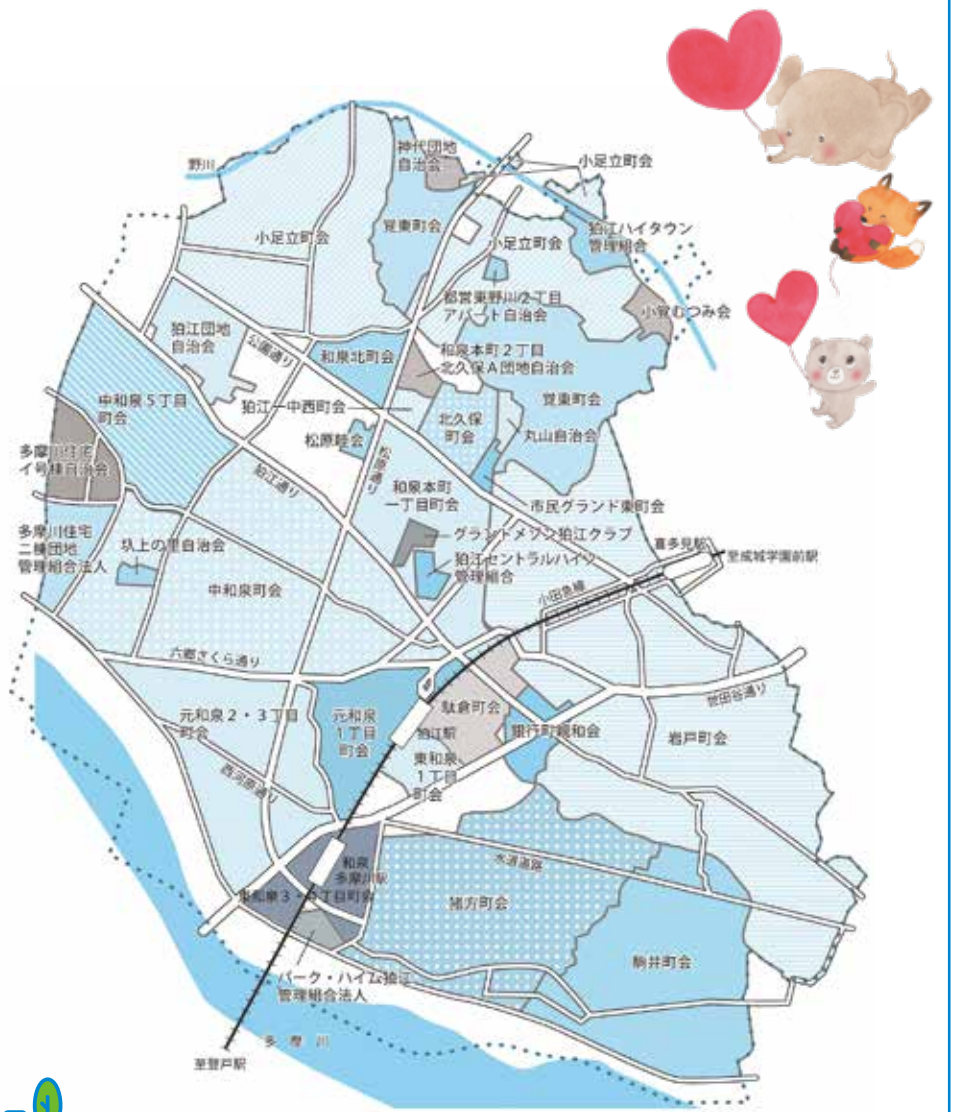 野川
神代団地
自治会
小足立町会
小足立町会
覚東町会
小足立町会
狛江ハイタウン
管理組合
都営東野川2丁目
アパート自治会
小覚むつみ会
狛江団地
自治会
公園通り
和泉北町会
和泉本町2丁目
北久保A団地自治会
中和泉5丁目
町会
狛江一中西町会
北久保
町会
覚東町会
丸山自治会
松原睦会
松原通り
多摩川住宅
イ号棟自治会
狛江通り
和泉本町
一丁目町会
市民グランド東町会
多摩川住宅
二棟団地
管理組合法人
圦上の里自治会
グランドメゾン狛江クラブ
狛江セントラルハイツ
管理組合
喜多見駅
至成城学園前駅
中和泉町会
小田急線
六郷さくら通り
世田谷通り
元和泉2・3丁目
町会
元和泉
1丁目
町会
駄倉町会
狛江駅
銀行町親和会
岩戸町会
東和泉
1丁目
町会
西河原通り
水道道路
和泉
多摩川駅
東和泉3・4丁目町会
猪方町会
駒井町会
パーク・ハイム狛江
管理組合法人
多摩川
至登戸駅